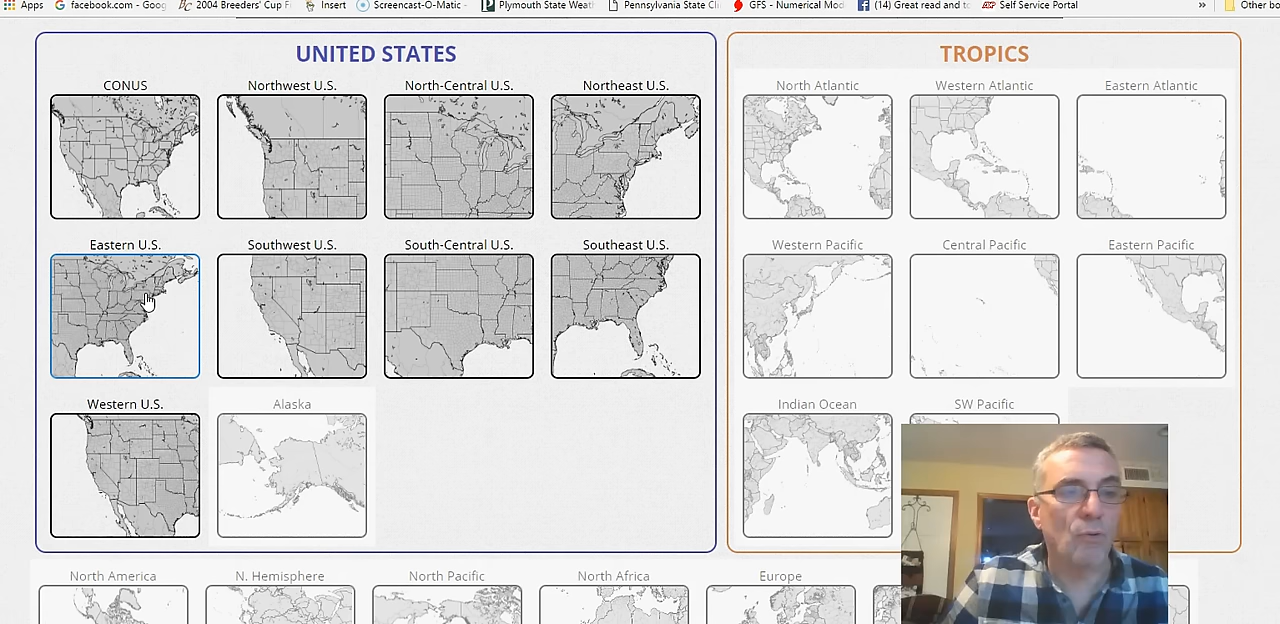 Apps facebook.com - Goog 2004 Breeders' Cup F Insert Screencast-O-Matic - Plymouth State Weat Pennsylvania State Cli GFS - Numerical Mod (14) Great read and to Self Service Portal » Other bo
UNITED STATES
CONUS Northwest U.S. North-Central U.S. Northeast U.S.
Eastern U.S. Southwest U.S. South-Central U.S. Southeast U.S.
Western U.S. Alaska
TROPICS
North Atlantic Western Atlantic Eastern Atlantic
Western Pacific Central Pacific Eastern Pacific
Indian Ocean SW Pacific
North America N. Hemisphere North Pacific North Africa Europe